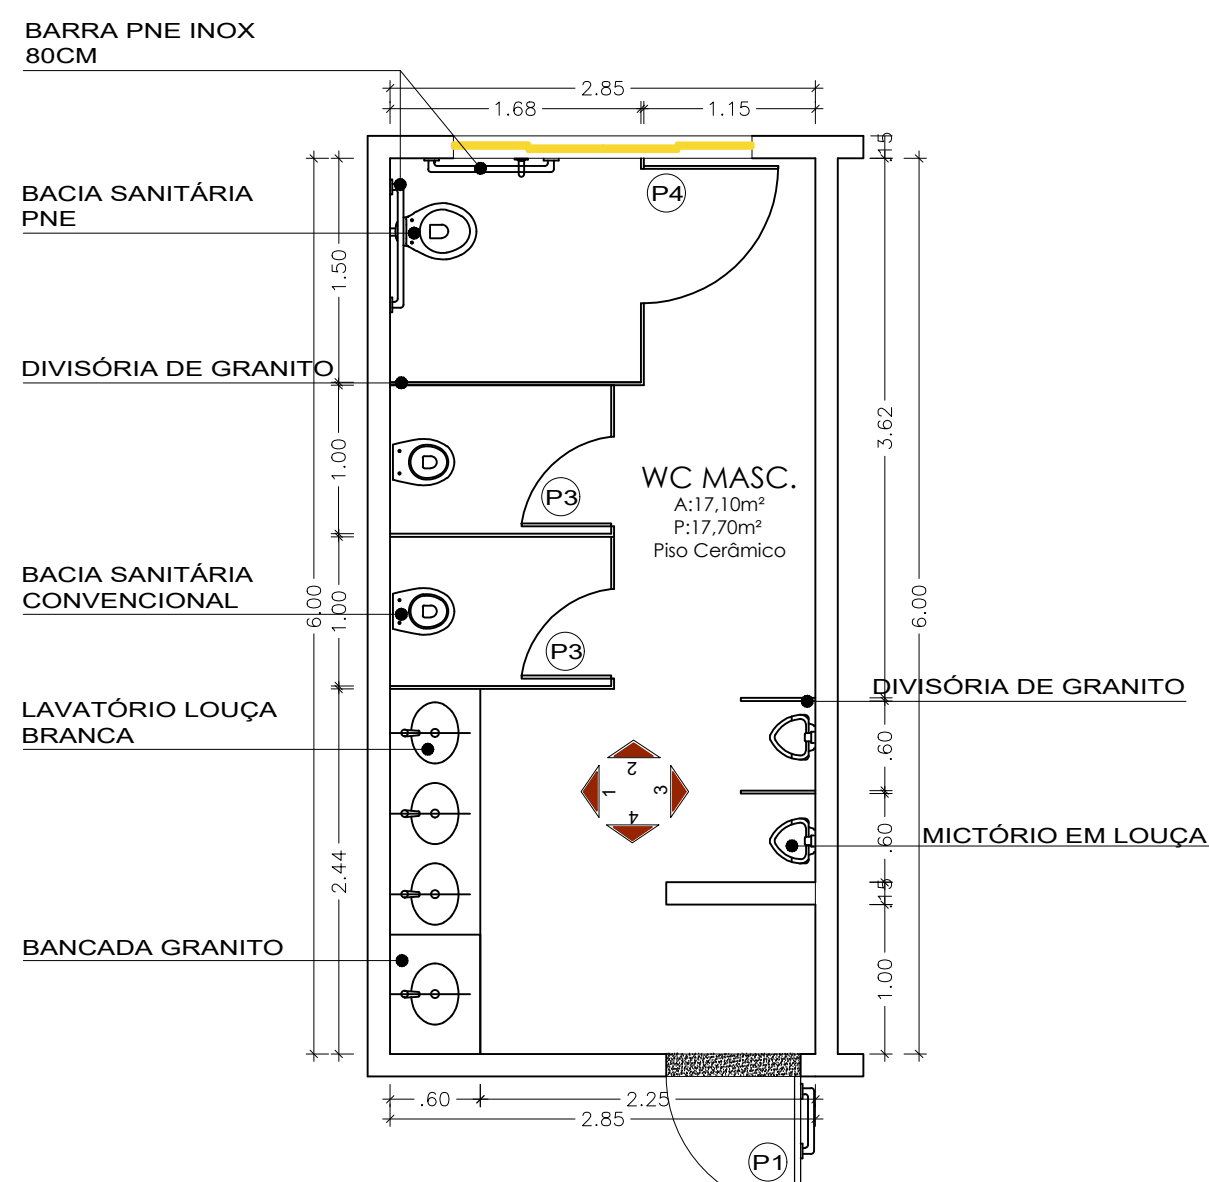 BARRA PNE INOX
80CM
2.85
1.68
1.15
.15
BACIA SANITÁRIA
PNE
P4
1.50
DIVISÓRIA DE GRANITO
3.62
1.00
WC MASC.
A:17,10m²
P:17,70m²
Piso Cerâmico
P3
BACIA SANITÁRIA
CONVENCIONAL
6.00
1.00
6.00
P3
DIVISÓRIA DE GRANITO
LAVATÓRIO LOUÇA
BRANCA
.60
2
1
3
4
MICTÓRIO EM LOUÇA
.60
2.44
.15
BANCADA GRANITO
1.00
.60
2.25
2.85
P1